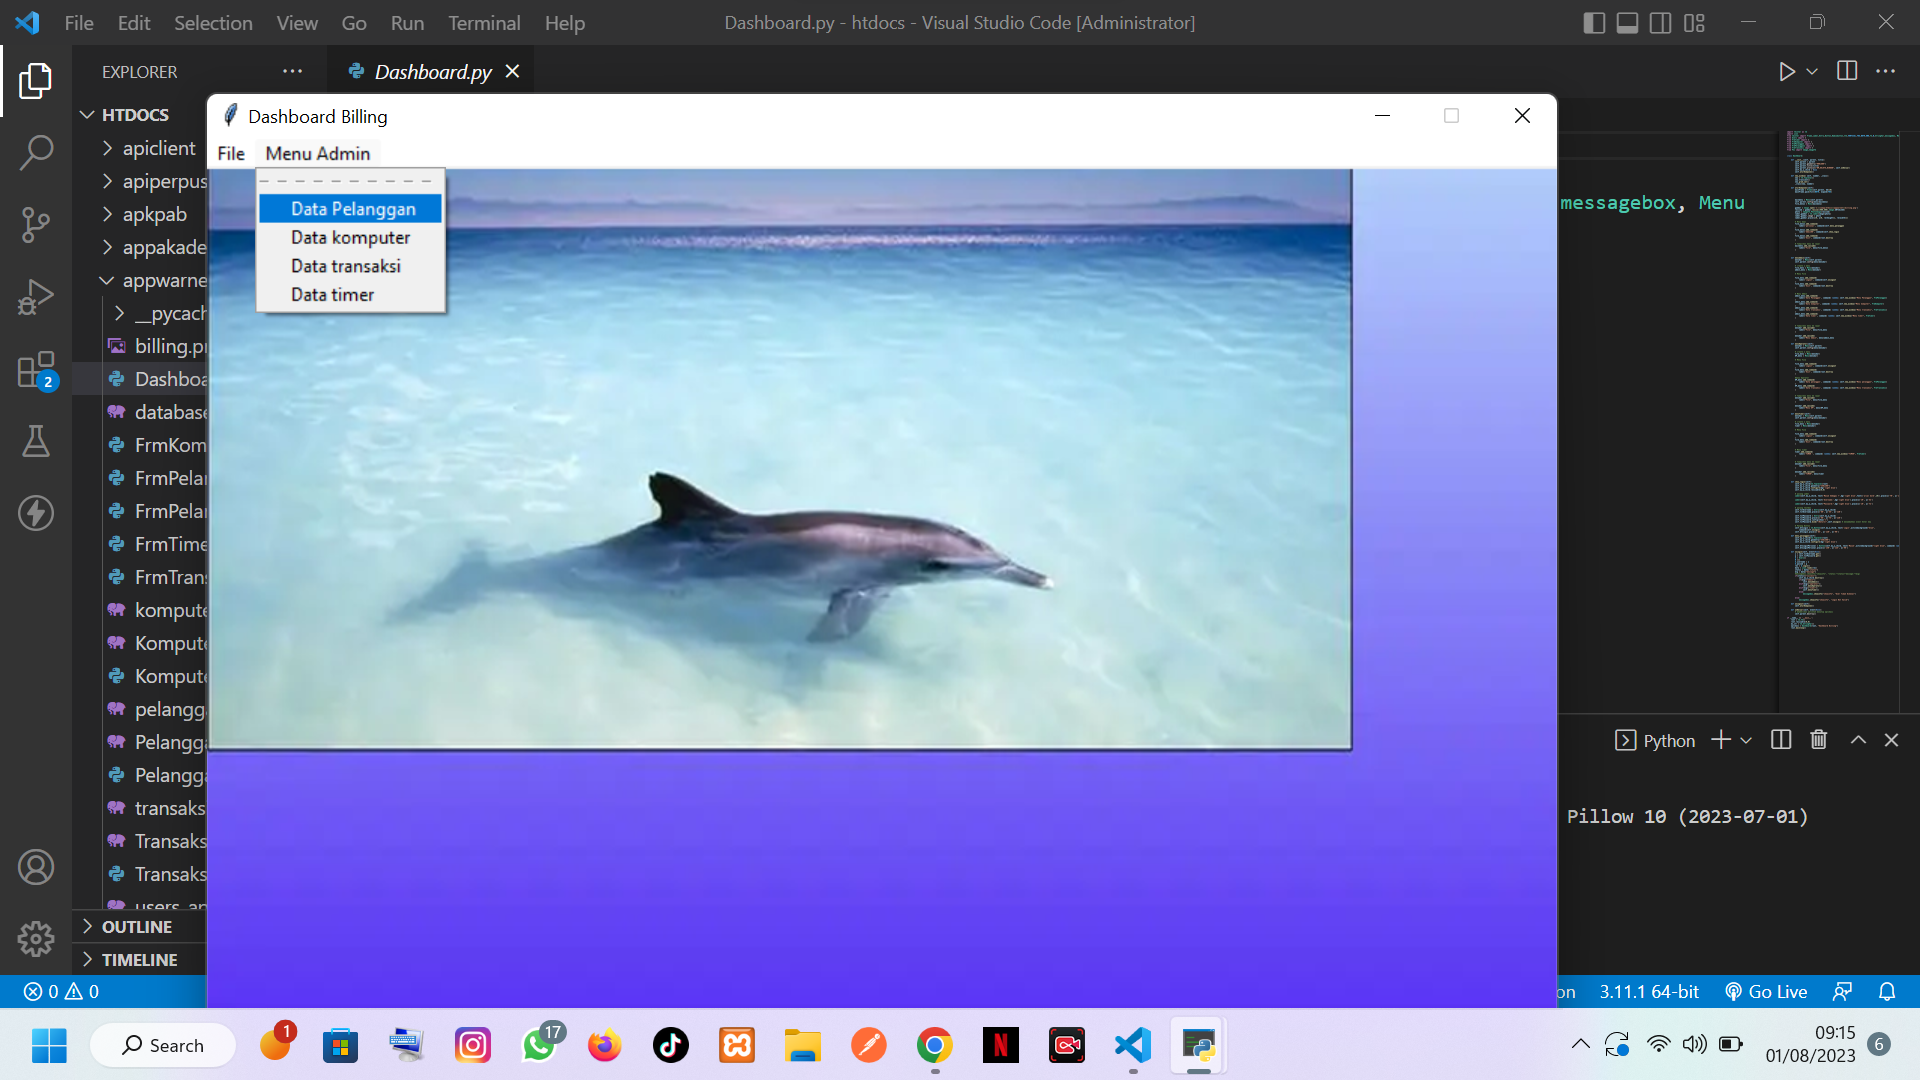 File Edit Selection View Go Run Terminal Help
Dashboard.py - htdocs - Visual Studio Code [Administrator]
EXPLORER
Dashboard.py
HTDOCS
apiclient
apiperpus
apkpab
appakade
appwarne
__pycach
billing.p
Dashboa
database
FrmKom
FrmPelar
FrmPelar
FrmTime
FrmTran
kompute
Kompute
Kompute
pelangg
Pelangg
Pelangg
transaks
Transaks
Transaks
users_ap
OUTLINE
TIMELINE
Dashboard Billing
File Menu Admin
Data Pelanggan
Data komputer
Data transaksi
Data timer
messagebox, Menu
Python
Pillow 10 (2023-07-01)
2
0 0
on 3.11.1 64-bit Go Live
Search
1
17
09:15
01/08/2023
6